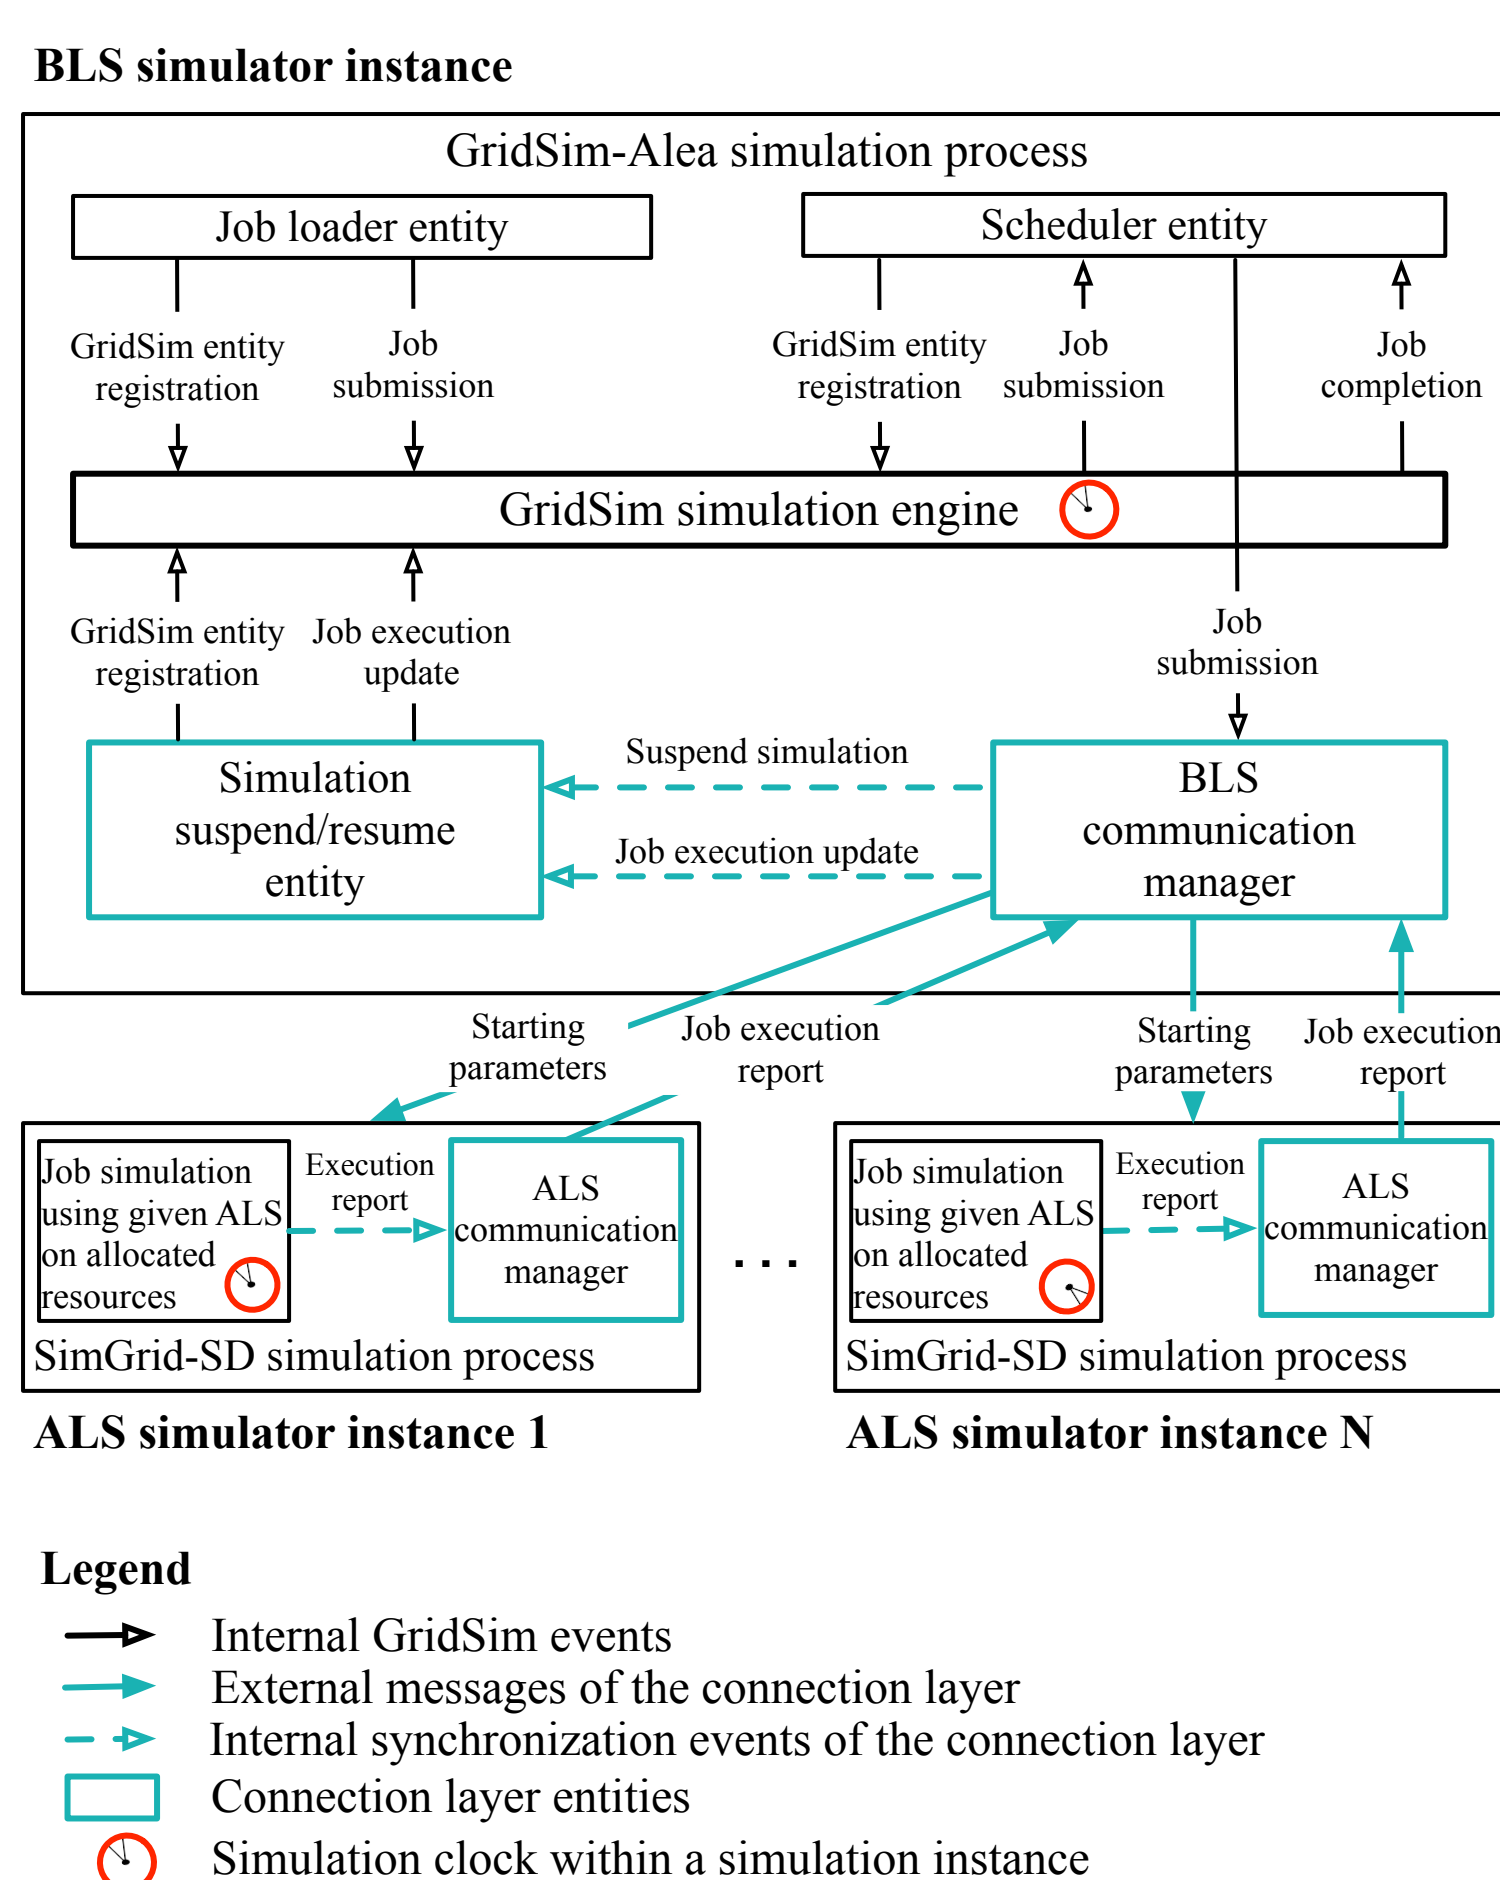 BLS simulator instance
GridSim-Alea simulation process
Job loader entity
Scheduler entity
GridSim entity
registration
Job
submission
GridSim entity
registration
Job
submission
Job
completion
GridSim simulation engine
GridSim entity
registration
Job execution
update
Job
submission
Simulation
suspend/resume
entity
Suspend simulation
Job execution update
BLS
communication
manager
Starting
parameters
Job execution
report
Starting
parameters
Job execution
report
Job simulation
using given ALS
on allocated
resources
Execution
report
ALS
communication
manager
SimGrid-SD simulation process
. . .
Job simulation
using given ALS
on allocated
resources
Execution
report
ALS
communication
manager
SimGrid-SD simulation process
ALS simulator instance 1
ALS simulator instance N
Legend
Internal GridSim events
External messages of the connection layer
Internal synchronization events of the connection layer
Connection layer entities
Simulation clock within a simulation instance